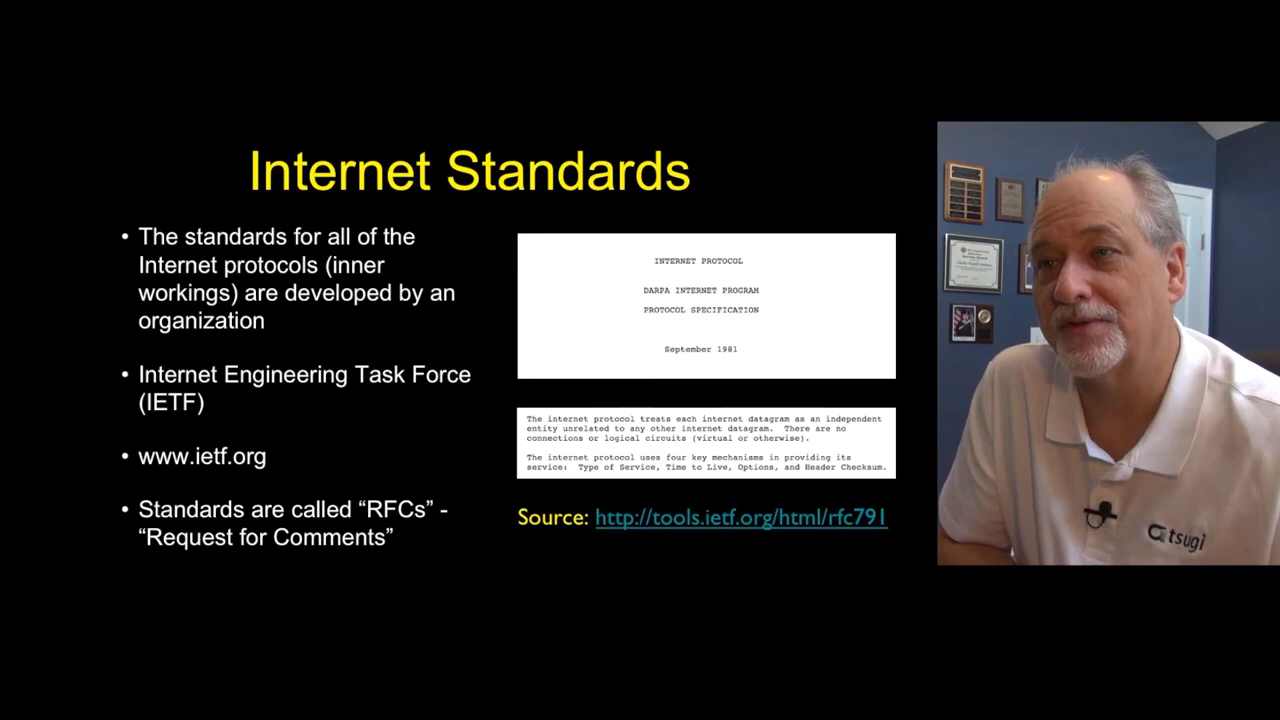 Internet Standards
• The standards for all of the
Internet protocols (inner
workings) are developed by an
organization
• Internet Engineering Task Force
(IETF)
• www.ietf.org
• Standards are called “RFCs” -
“Request for Comments”
INTERNET PROTOCOL
DARPA INTERNET PROGRAM
PROTOCOL SPECIFICATION
September 1981
The internet protocol treats each internet datagram as an independent
entity unrelated to any other internet datagram. There are no
connections or logical circuits (virtual or otherwise).
The internet protocol uses four key mechanisms in providing its
service: Type of Service, Time to Live, Options, and Header Checksum.
Source: http://tools.ietf.org/html/rfc791
tsugi